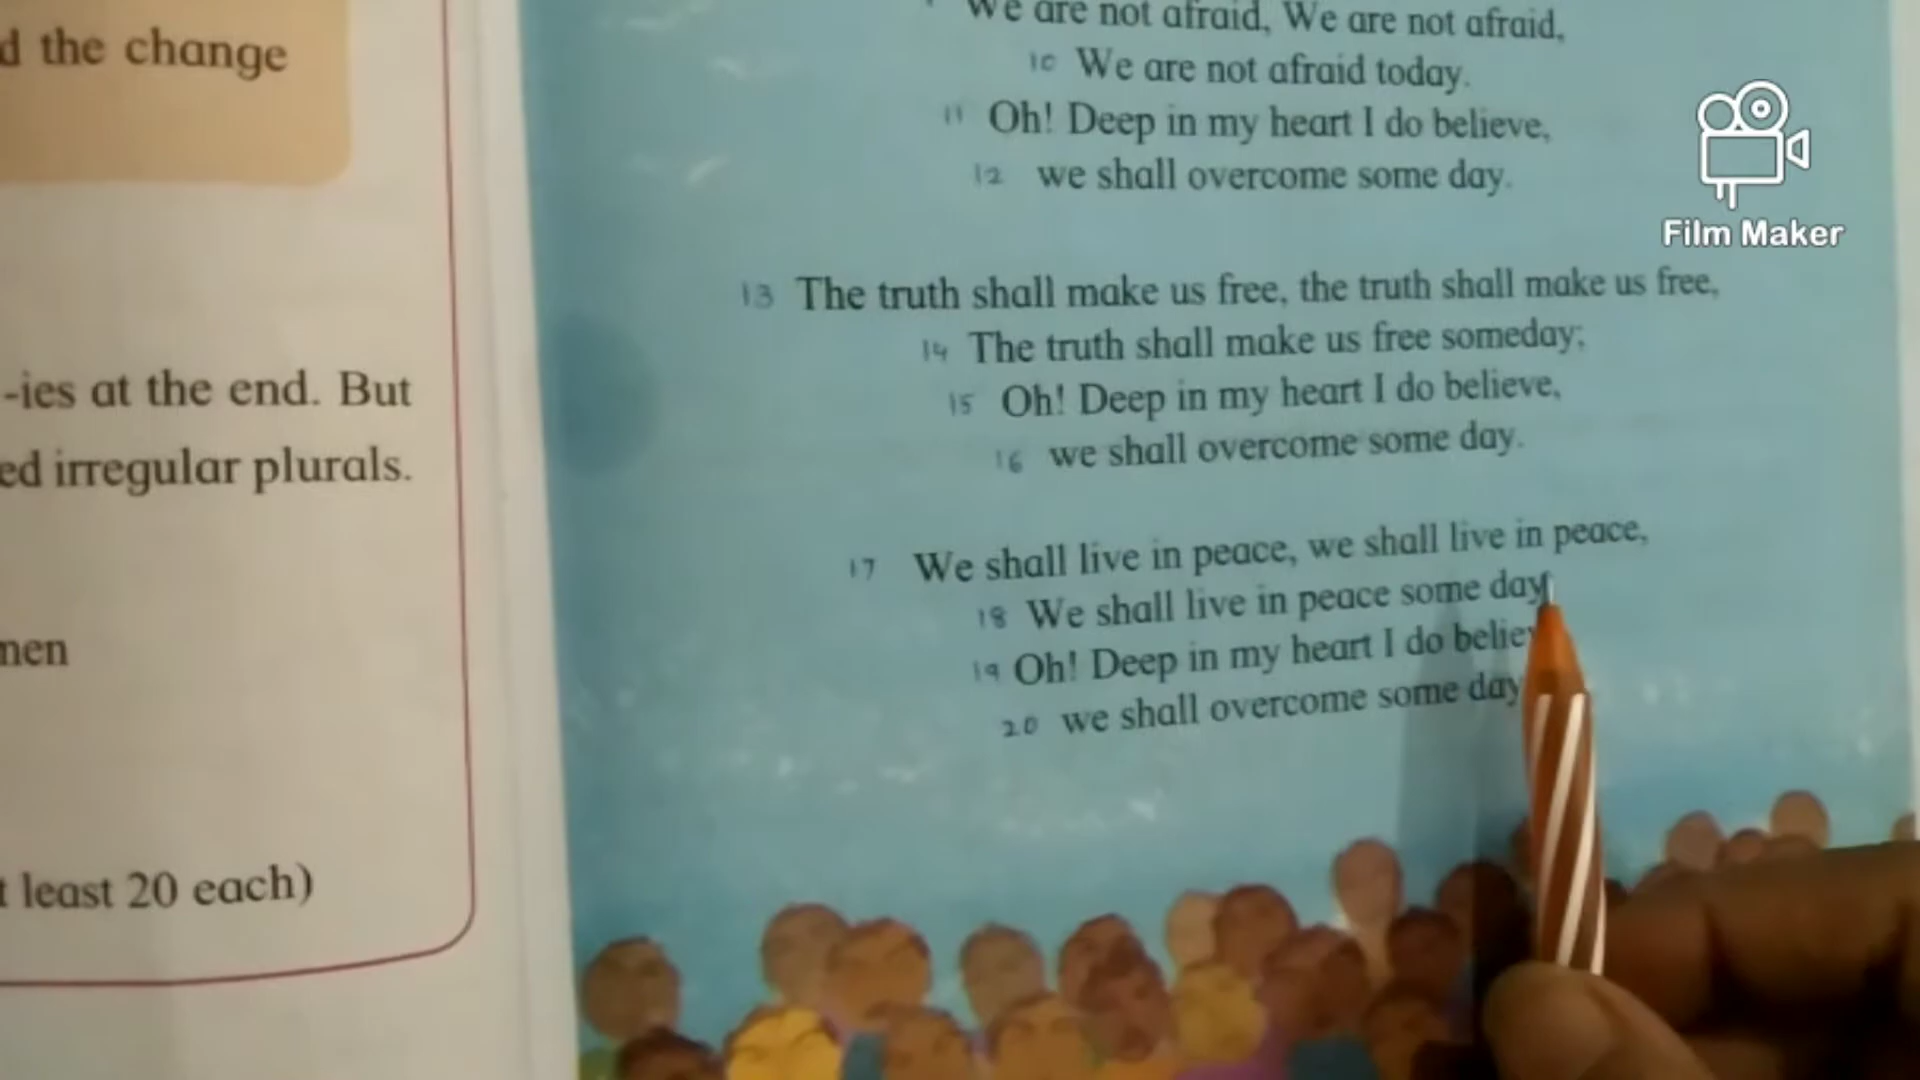 d the change
-ies at the end. But
ed irregular plurals.
men
least 20 each)
We are not afraid, We are not afraid,
10 We are not afraid today.
11 Oh! Deep in my heart I do believe,
12 we shall overcome some day.
13 The truth shall make us free, the truth shall make us free,
14 The truth shall make us free someday;
15 Oh! Deep in my heart I do believe,
16 we shall overcome some day.
17 We shall live in peace, we shall live in peace,
18 We shall live in peace some day
19 Oh! Deep in my heart I do believ
20 we shall overcome some day
Film Maker